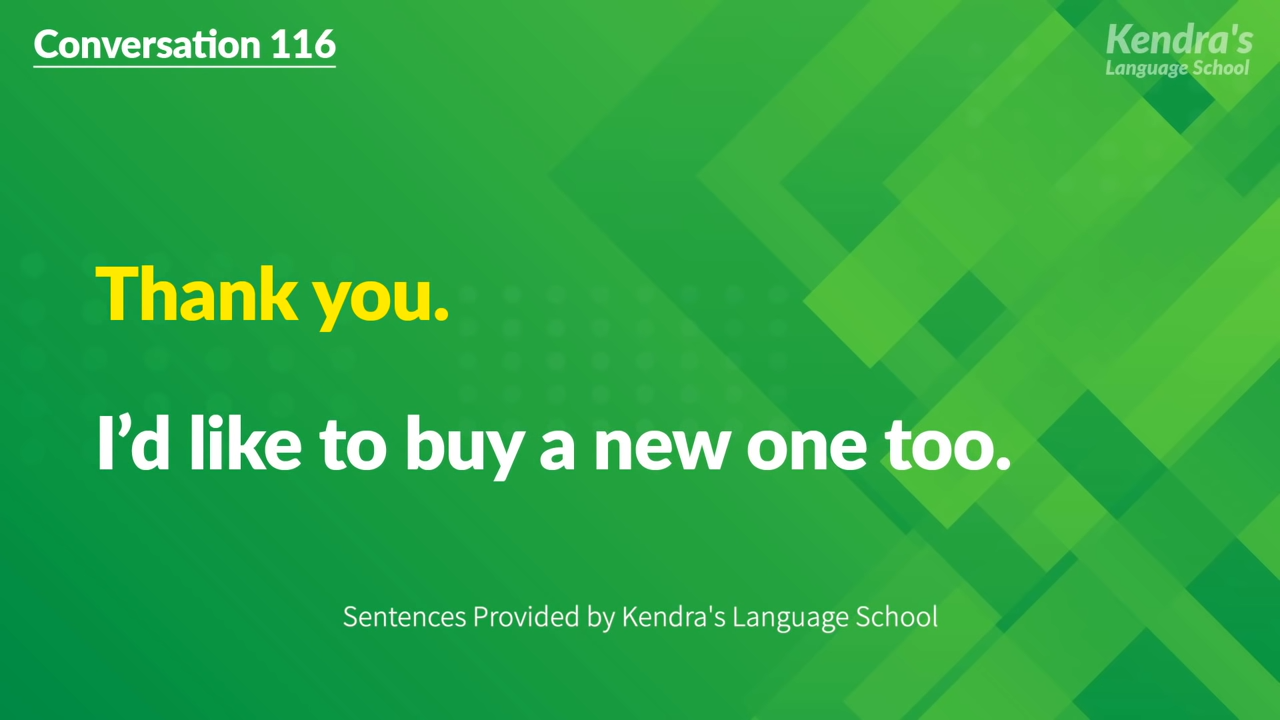 Conversation 116
Kendra's
Language School
Thank you.
I’d like to buy a new one too.
Sentences Provided by Kendra's Language School